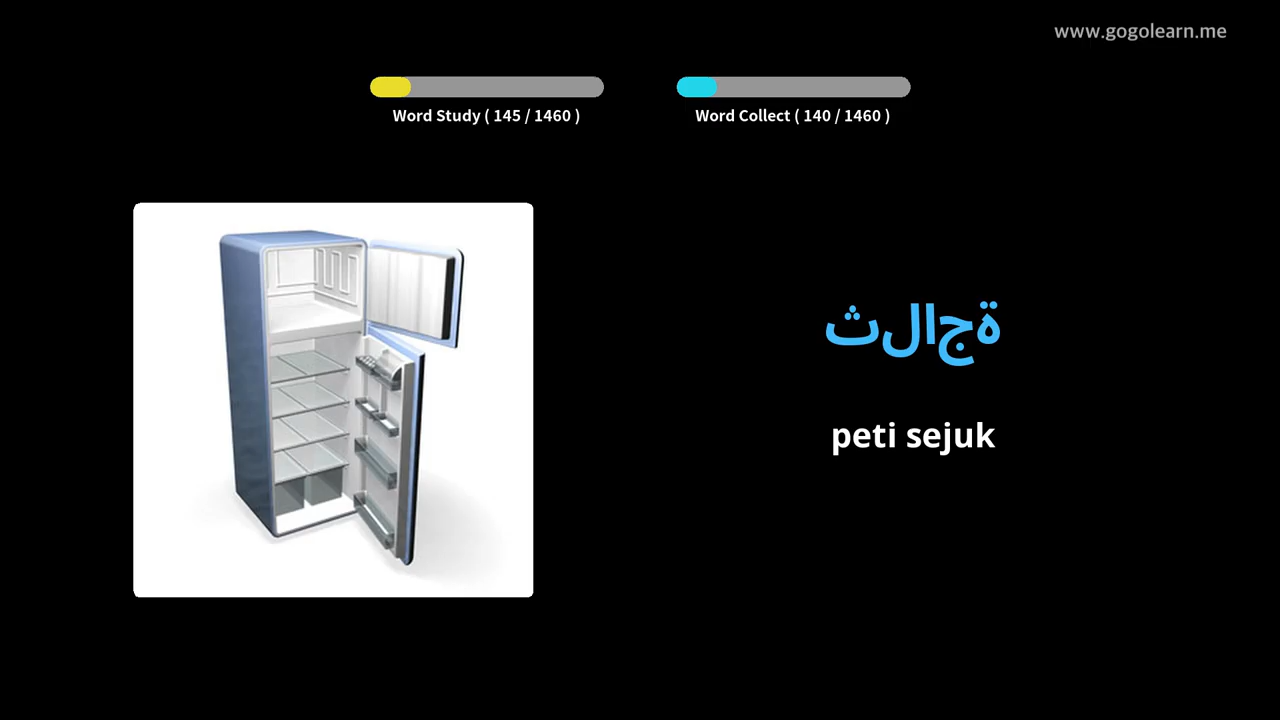 www.gogolearn.me
Word Study ( 145 / 1460 )
Word Collect ( 140 / 1460 )
ثلاجة
peti sejuk